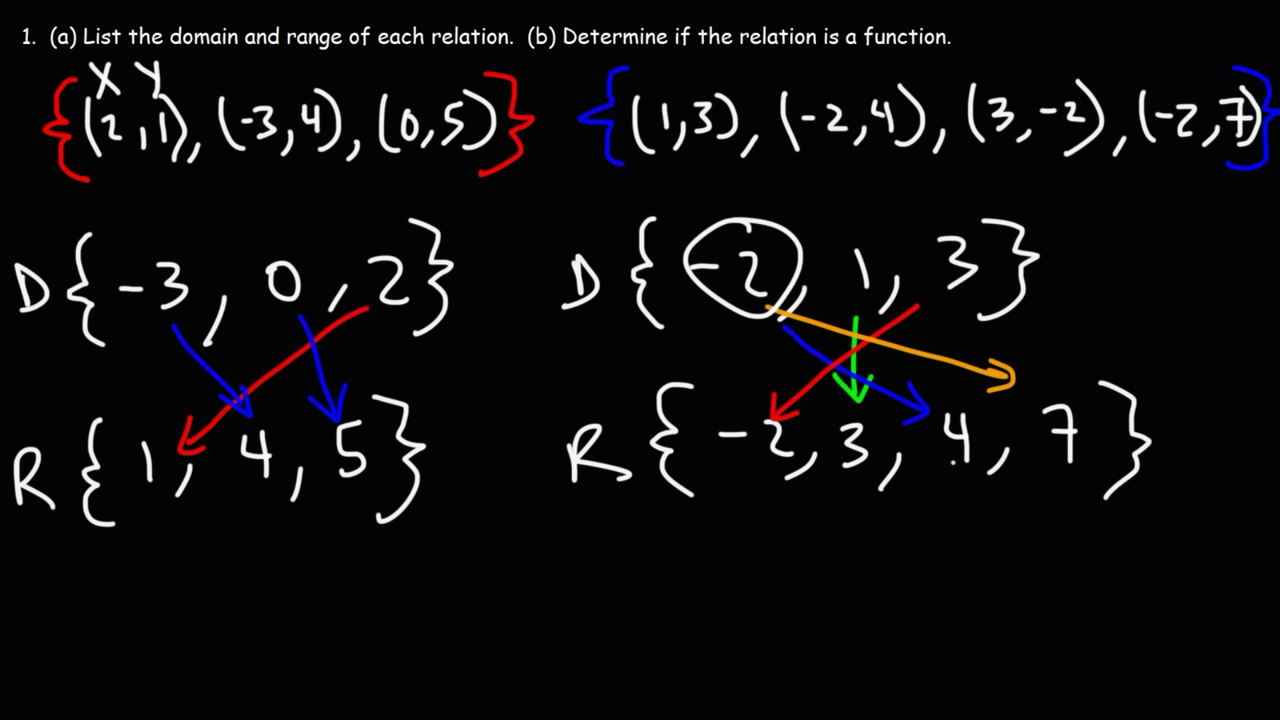 1. (a) List the domain and range of each relation. (b) Determine if the relation is a function.
X Y
{(2,1), (-3,4), (0,5)} {(1,3), (-2,4), (3,-2), (-2,7)}
D{-3, 0, 2} D{-2, 1, 3}
R{1, 4, 5} R{-2, 3, 4, 7}